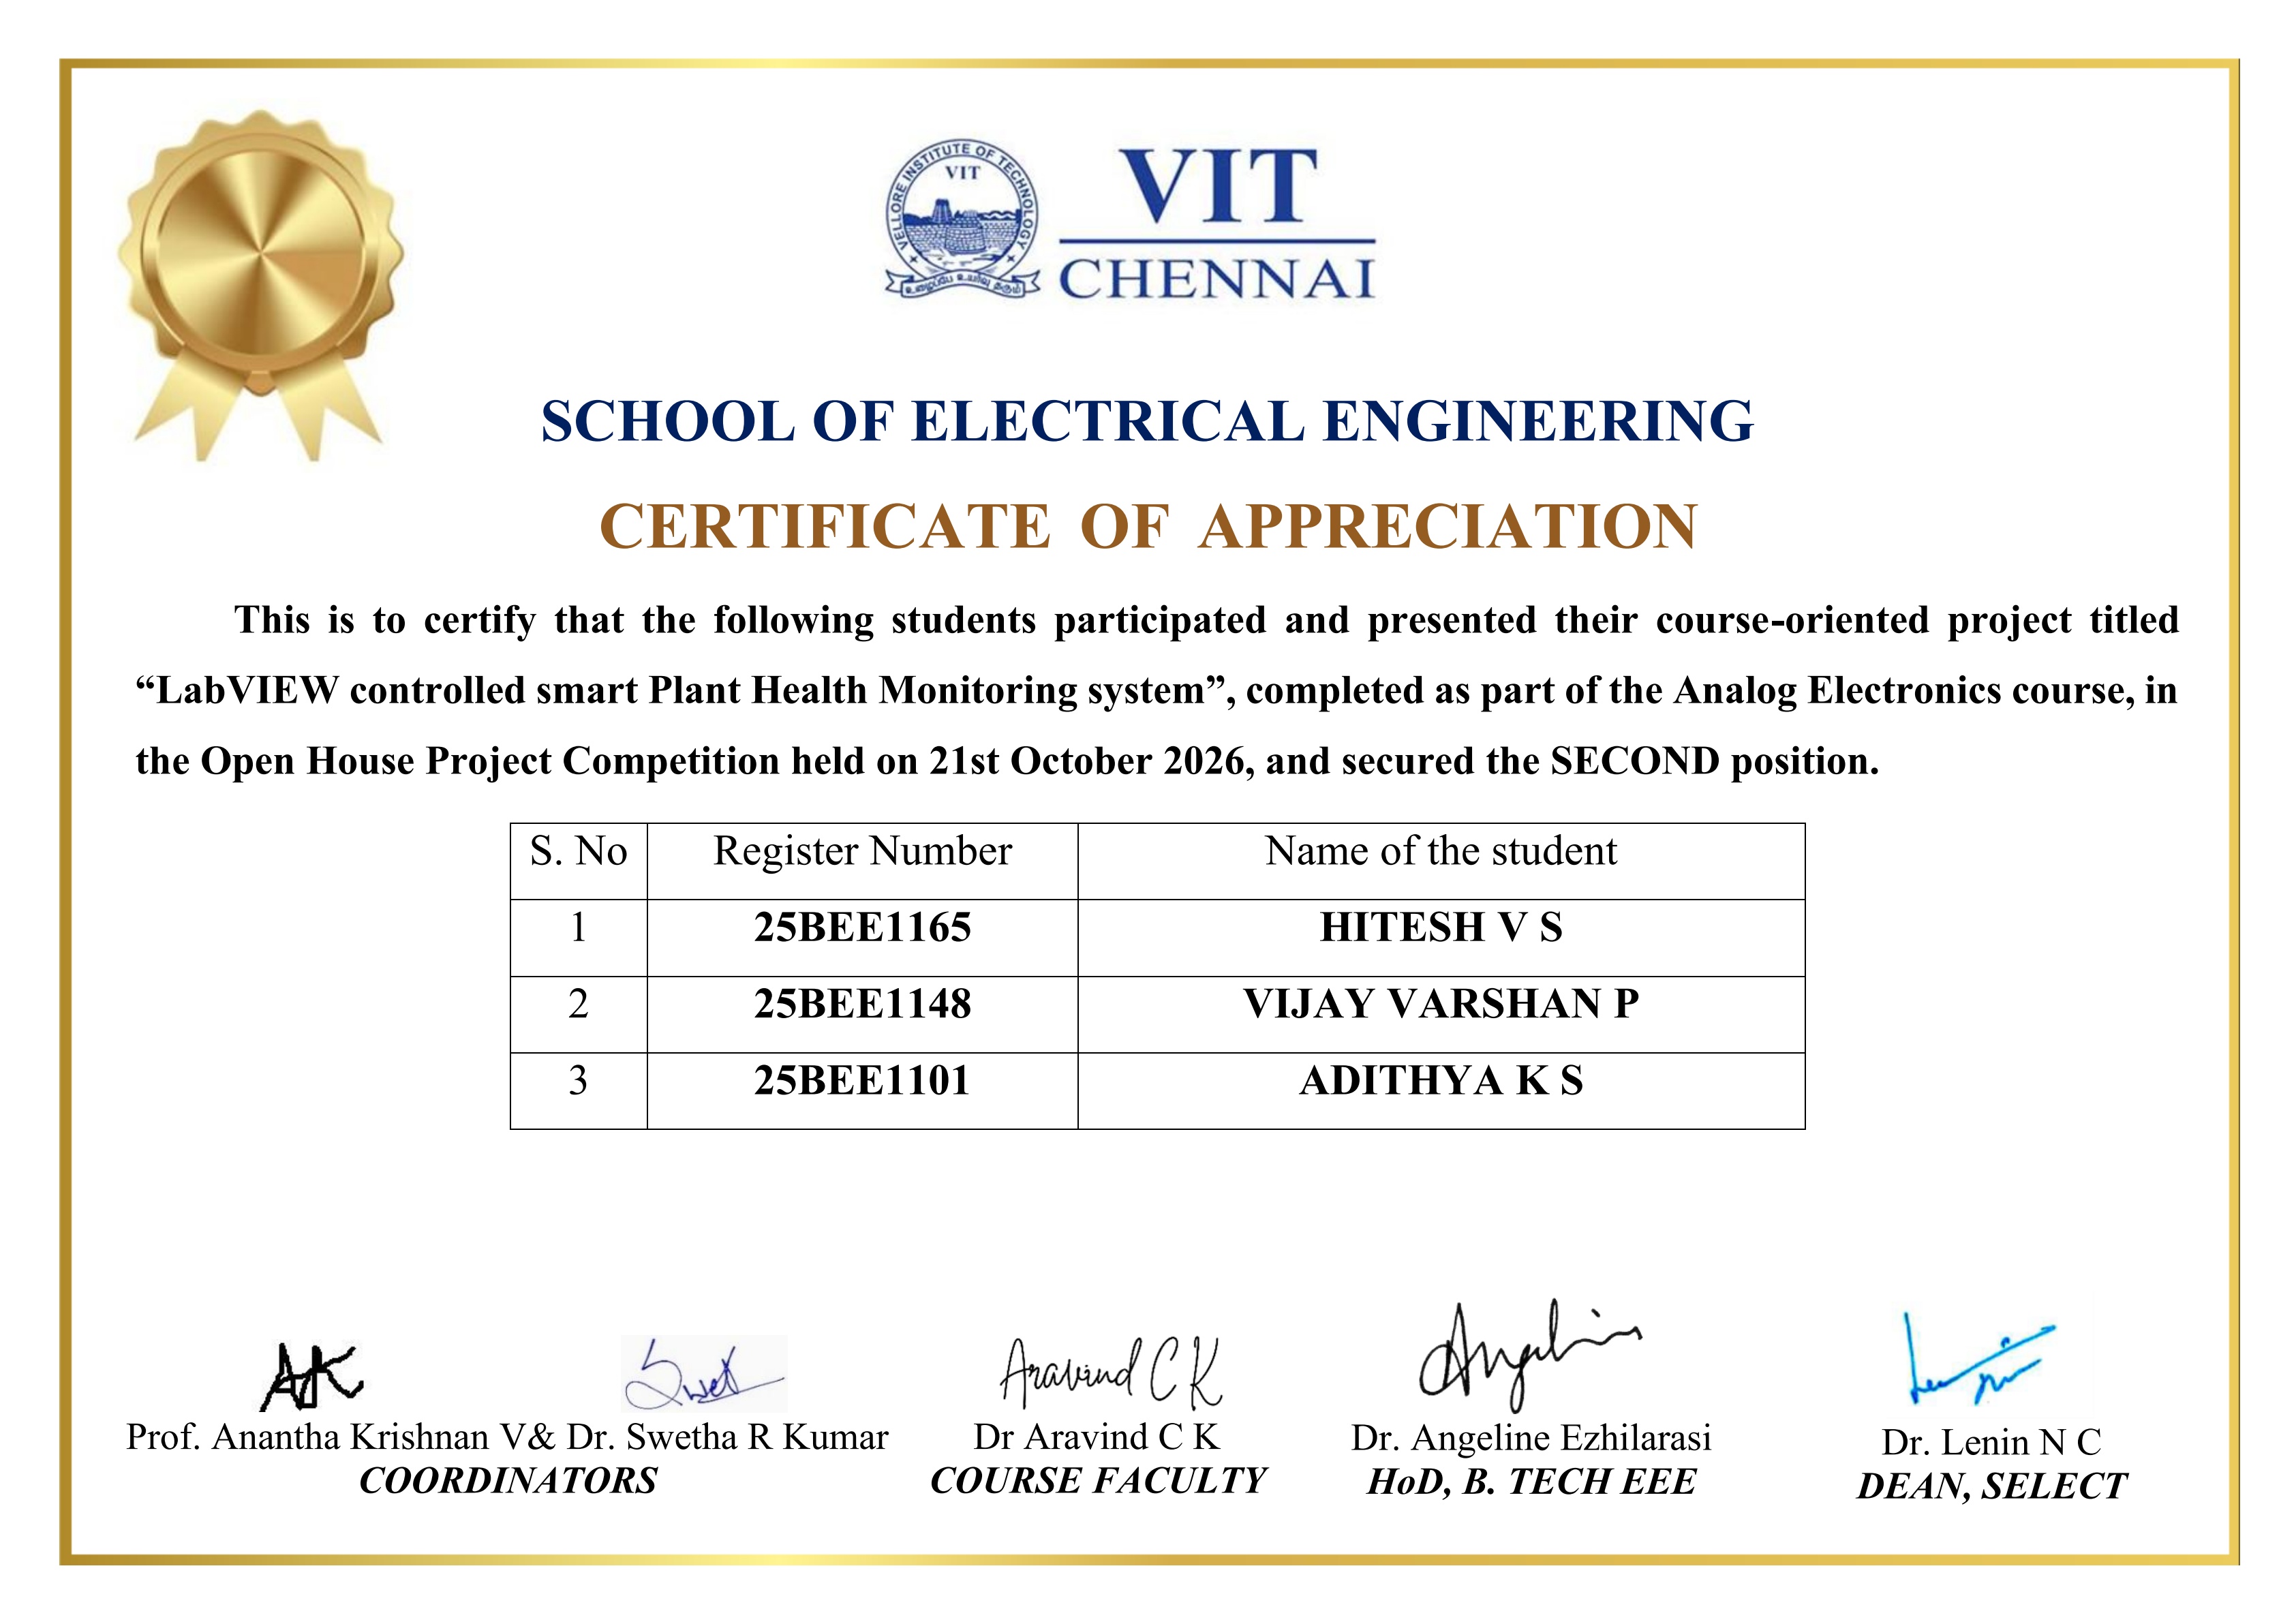 VELLORE INSTITUTE OF TECHNOLOGY
VIT
VIT
CHENNAI
உழைப்பே உயர்வு தரும்
SCHOOL OF ELECTRICAL ENGINEERING
CERTIFICATE OF APPRECIATION
This is to certify that the following students participated and presented their course-oriented project titled
“LabVIEW controlled smart Plant Health Monitoring system”, completed as part of the Analog Electronics course, in
the Open House Project Competition held on 21st October 2026, and secured the SECOND position.
S. No Register Number Name of the student
1 25BEE1165 HITESH V S
2 25BEE1148 VIJAY VARSHAN P
3 25BEE1101 ADITHYA K S
AK Swet Aravind C K Angelin
Prof. Anantha Krishnan V& Dr. Swetha R Kumar Dr Aravind C K Dr. Angeline Ezhilarasi Dr. Lenin N C
COORDINATORS COURSE FACULTY HoD, B. TECH EEE DEAN, SELECT